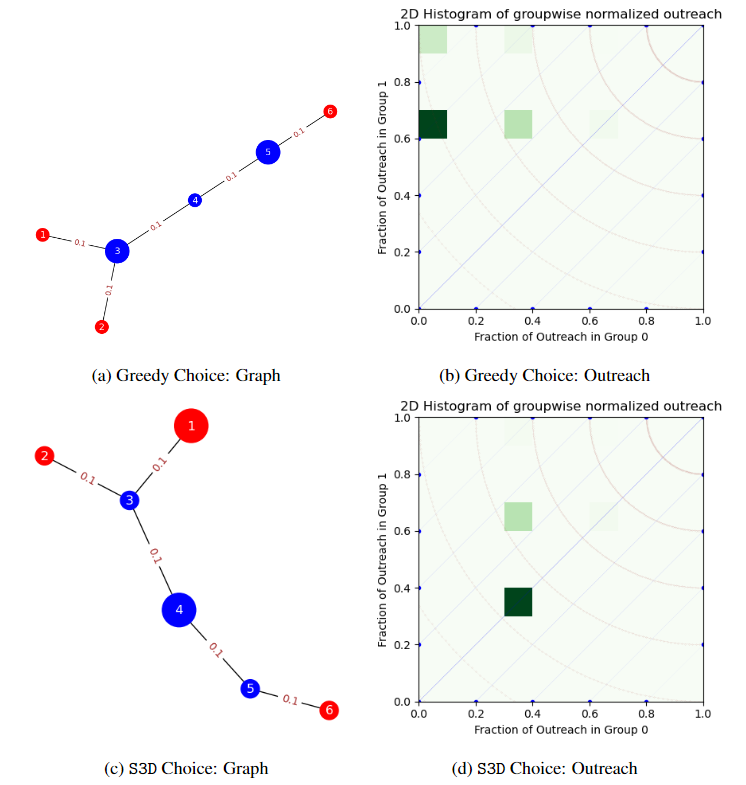 2D Histogram of groupwise normalized outreach
1.0
0.8
0.6
0.4
0.2
0.0
Fraction of Outreach in Group 1
0.0 0.2 0.4 0.6 0.8 1.0
Fraction of Outreach in Group 0
6
0.1
5
0.1
4
0.1
1
0.1
3
0.1
2
(a) Greedy Choice: Graph
(b) Greedy Choice: Outreach
1
2
0.1
0.1
3
0.1
4
0.1
5
0.1
6
2D Histogram of groupwise normalized outreach
1.0
0.8
0.6
0.4
0.2
0.0
Fraction of Outreach in Group 1
0.0 0.2 0.4 0.6 0.8 1.0
Fraction of Outreach in Group 0
(c) S3D Choice: Graph
(d) S3D Choice: Outreach